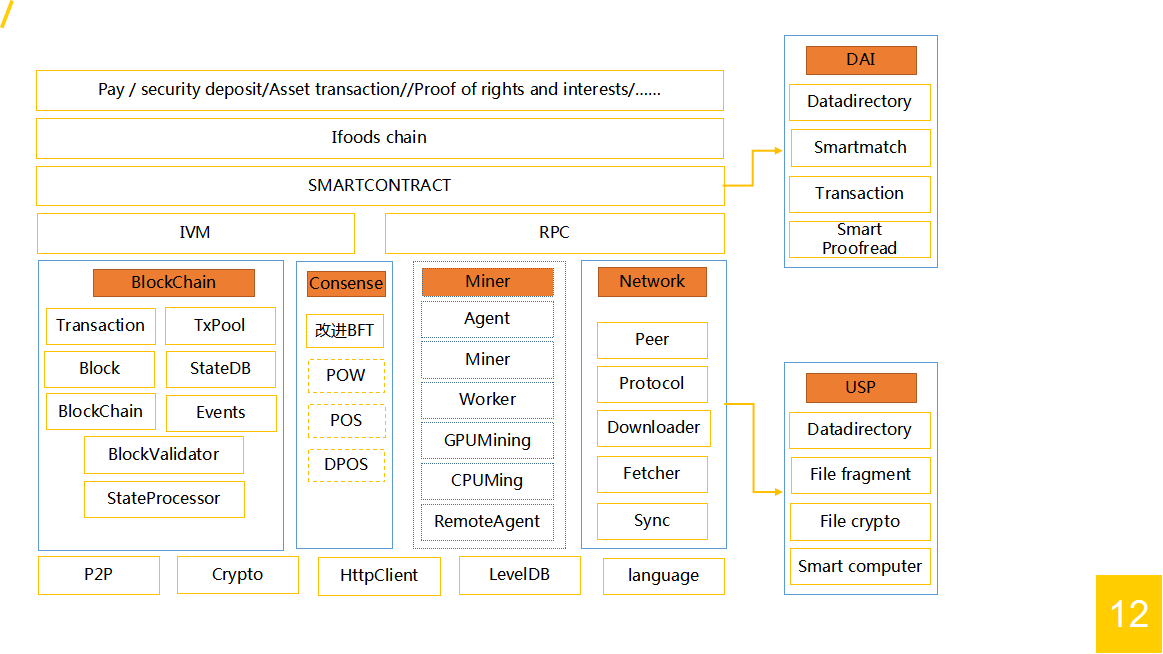 /
Pay / security deposit/Asset transaction//Proof of rights and interests/......
Ifoods chain
SMARTCONTRACT
IVM
RPC
BlockChain
Transaction
TxPool
Block
StateDB
BlockChain
Events
BlockValidator
StateProcessor
Consense
改进BFT
POW
POS
DPOS
Miner
Agent
Miner
Worker
GPUMining
CPUMing
RemoteAgent
Network
Peer
Protocol
Downloader
Fetcher
Sync
P2P
Crypto
HttpClient
LevelDB
language
DAI
Datadirectory
Smartmatch
Transaction
Smart
Proofread
USP
Datadirectory
File fragment
File crypto
Smart computer
12